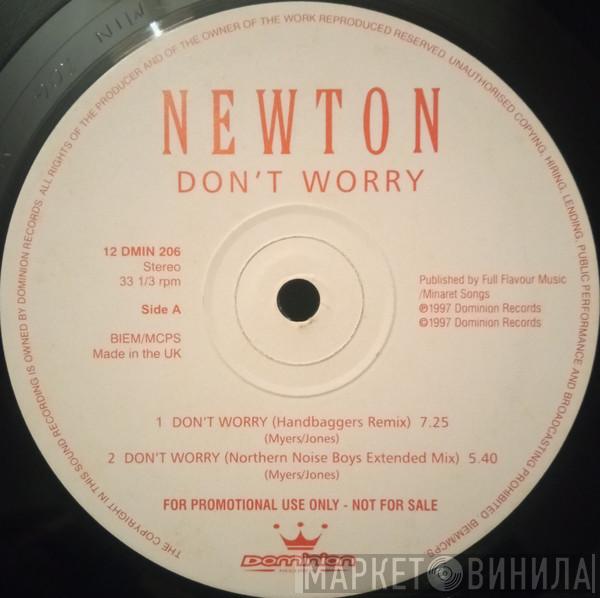 THE COPYRIGHT IN THIS SOUND RECORDING IS OWNED BY DOMINION RECORDS. ALL RIGHTS OF THE PRODUCER AND OF THE OWNER OF THE WORK REPRODUCED RESERVED. UNAUTHORISED COPYING, HIRING, LENDING, PUBLIC PERFORMANCE AND BROADCASTING PROHIBITED. BIEM/MCPS
NEWTON
DON'T WORRY
12 DMIN 206
Stereo
33 1/3 rpm
Side A
BIEM/MCPS
Made in the UK
Published by Full Flavour Music
/Minaret Songs
℗1997 Dominion Records
©1997 Dominion Records
1 DON'T WORRY (Handbaggers Remix) 7.25
(Myers/Jones)
2 DON'T WORRY (Northern Noise Boys Extended Mix) 5.40
(Myers/Jones)
FOR PROMOTIONAL USE ONLY - NOT FOR SALE
Dominion
МАРКЕТ ВИНИЛА